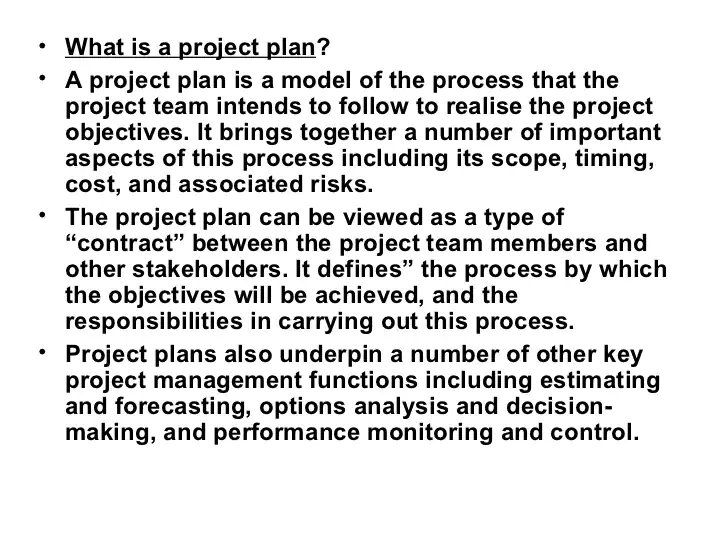 • What is a project plan?
• A project plan is a model of the process that the
project team intends to follow to realise the project
objectives. It brings together a number of important
aspects of this process including its scope, timing,
cost, and associated risks.
• The project plan can be viewed as a type of
“contract” between the project team members and
other stakeholders. It defines” the process by which
the objectives will be achieved, and the
responsibilities in carrying out this process.
• Project plans also underpin a number of other key
project management functions including estimating
and forecasting, options analysis and decision-
making, and performance monitoring and control.